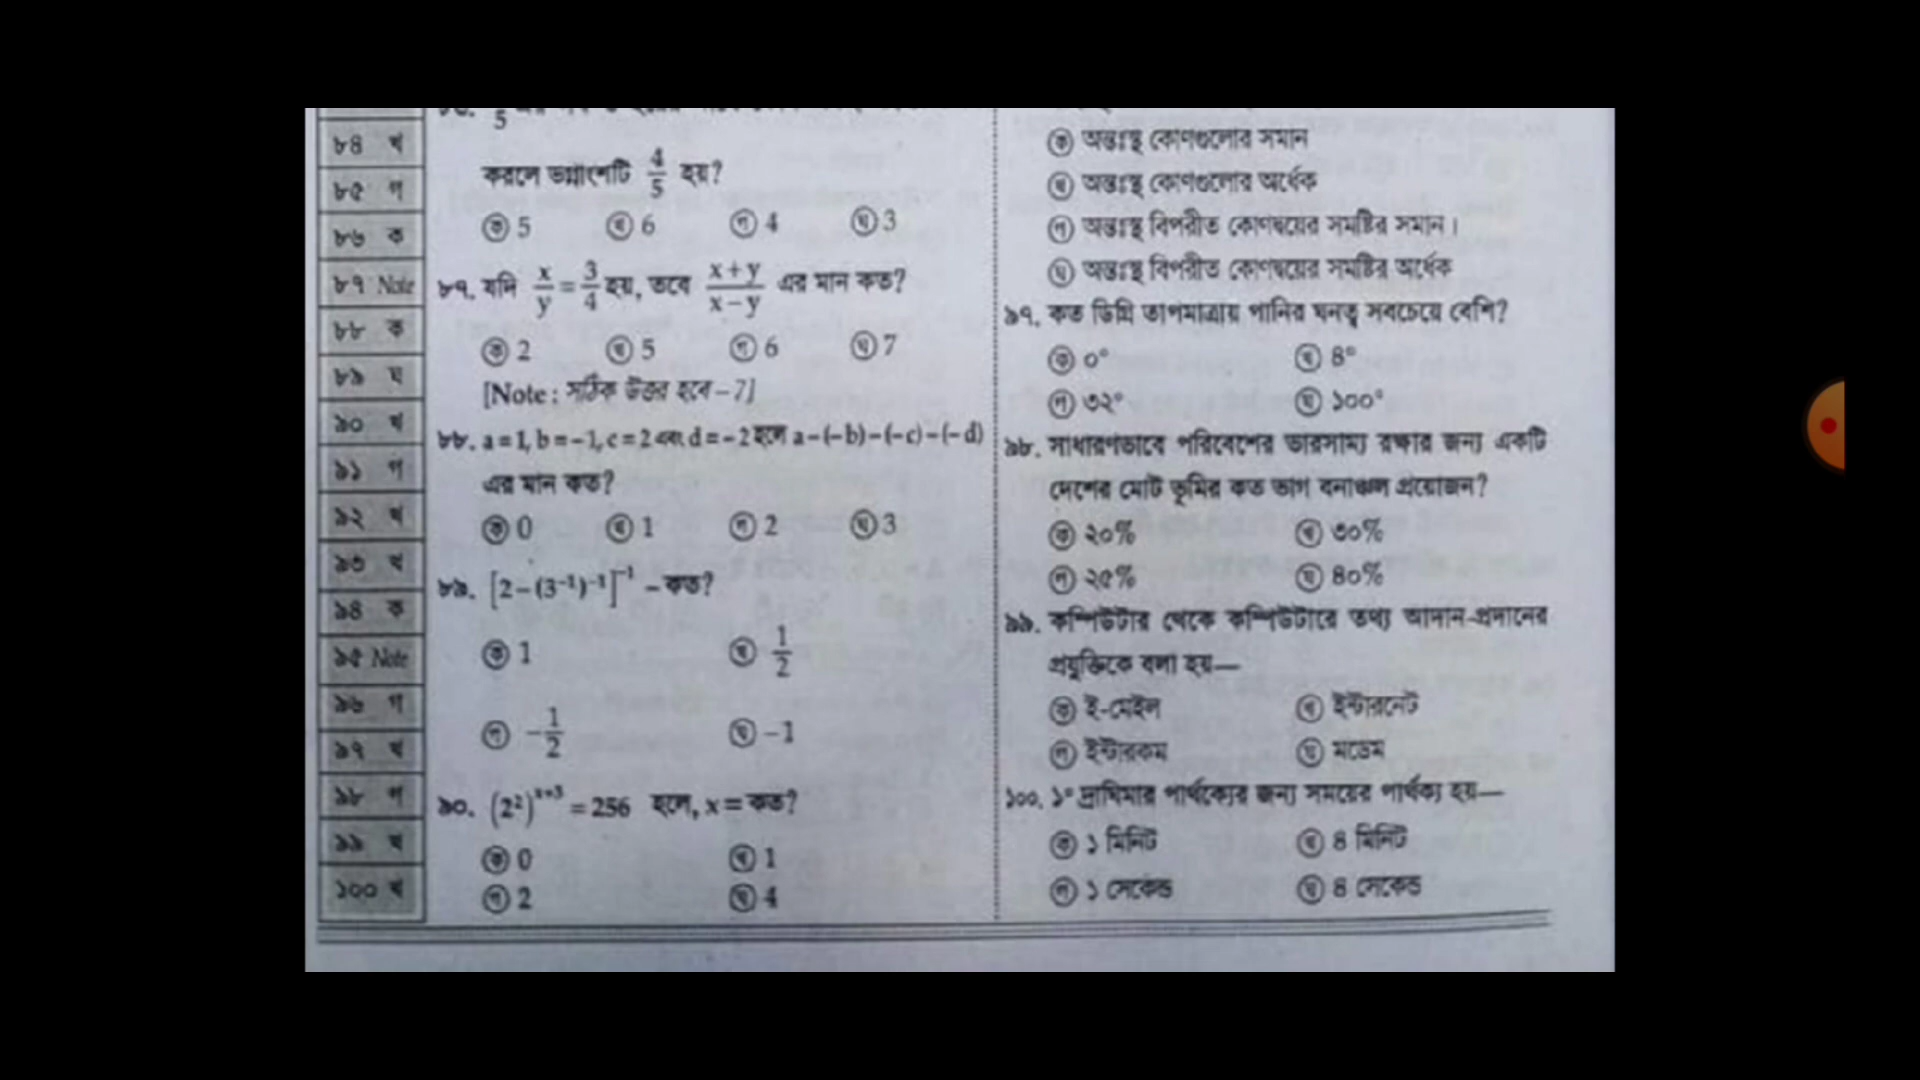 ৮৪ খ
৮৫ গ
৮৬ ক
৮৭ Note
৮৮ ক
৮৯ ঘ
৯০ খ
৯১ গ
৯২ খ
৯৩ খ
৯৪ ক
৯৫ Note
৯৬ গ
৯৭ খ
৯৮ গ
৯৯ খ
১০০ খ
5
করলে ভগ্নাংশটি 4/5 হয়?
ক 5 খ 6 গ 4 ঘ 3
৮৭. যদি x/y = 3/4 হয়, তবে (x+y)/(x−y) এর মান কত?
ক 2 খ 5 গ 6 ঘ 7
[Note : সঠিক উত্তর হবে – 7]
৮৮. a = 1, b = −1, c = 2 এবং d = −2 হলে a − (−b) − (−c) − (−d)
এর মান কত?
ক 0 খ 1 গ 2 ঘ 3
৮৯. [2 − (3⁻¹)⁻¹]⁻¹ – কত?
ক 1 খ 1/2
গ −1/2 ঘ −1
৯০. (2²)ˣ⁺³ = 256 হলে, x = কত?
ক 0 খ 1
গ 2 ঘ 4
ক অন্তঃস্থ কোণগুলোর সমান
খ অন্তঃস্থ কোণগুলোর অর্ধেক
গ অন্তঃস্থ বিপরীত কোণদ্বয়ের সমষ্টির সমান।
ঘ অন্তঃস্থ বিপরীত কোণদ্বয়ের সমষ্টির অর্ধেক
৯৭. কত ডিগ্রি তাপমাত্রায় পানির ঘনত্ব সবচেয়ে বেশি?
ক ০° খ ৪°
গ ৩২° ঘ ১০০°
৯৮. সাধারণভাবে পরিবেশের ভারসাম্য রক্ষার জন্য একটি
দেশের মোট ভূমির কত ভাগ বনাঞ্চল প্রয়োজন?
ক ২০% খ ৩০%
গ ২৫% ঘ ৪০%
৯৯. কম্পিউটার থেকে কম্পিউটারে তথ্য আদান-প্রদানের
প্রযুক্তিকে বলা হয়—
ক ই-মেইল খ ইন্টারনেট
গ ইন্টারকম ঘ মডেম
১০০. ১° দ্রাঘিমার পার্থক্যের জন্য সময়ের পার্থক্য হয়—
ক ১ মিনিট খ ৪ মিনিট
গ ১ সেকেন্ড ঘ ৪ সেকেন্ড